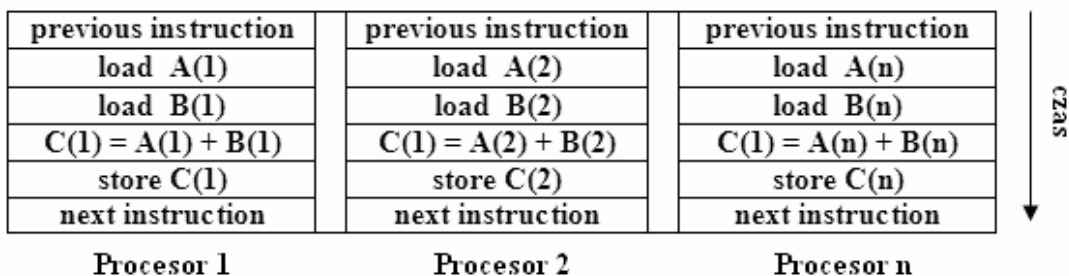 previous instruction previous instruction previous instruction
load A(1) load A(2) load A(n)
load B(1) load B(2) load B(n)
C(1) = A(1) + B(1) C(1) = A(2) + B(2) C(1) = A(n) + B(n)
store C(1) store C(2) store C(n)
next instruction next instruction next instruction
Procesor 1 Procesor 2 Procesor n
czas